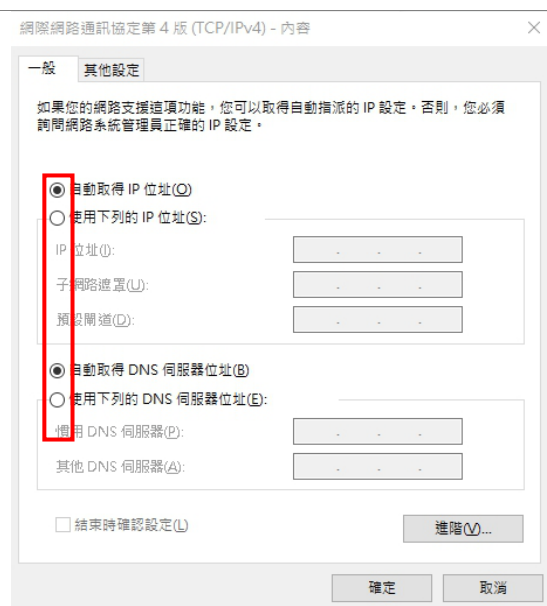 網際網路通訊協定第 4 版 (TCP/IPv4) - 內容
一般
其他設定
如果您的網路支援這項功能，您可以取得自動指派的 IP 設定。否則，您必須
詢問網路系統管理員正確的 IP 設定。
自動取得 IP 位址(O)
使用下列的 IP 位址(S):
IP 位址(I):
子網路遮罩(U):
預設閘道(D):
自動取得 DNS 伺服器位址(B)
使用下列的 DNS 伺服器位址(E):
慣用 DNS 伺服器(P):
其他 DNS 伺服器(A):
結束時確認設定(L)
進階(V)...
確定
取消